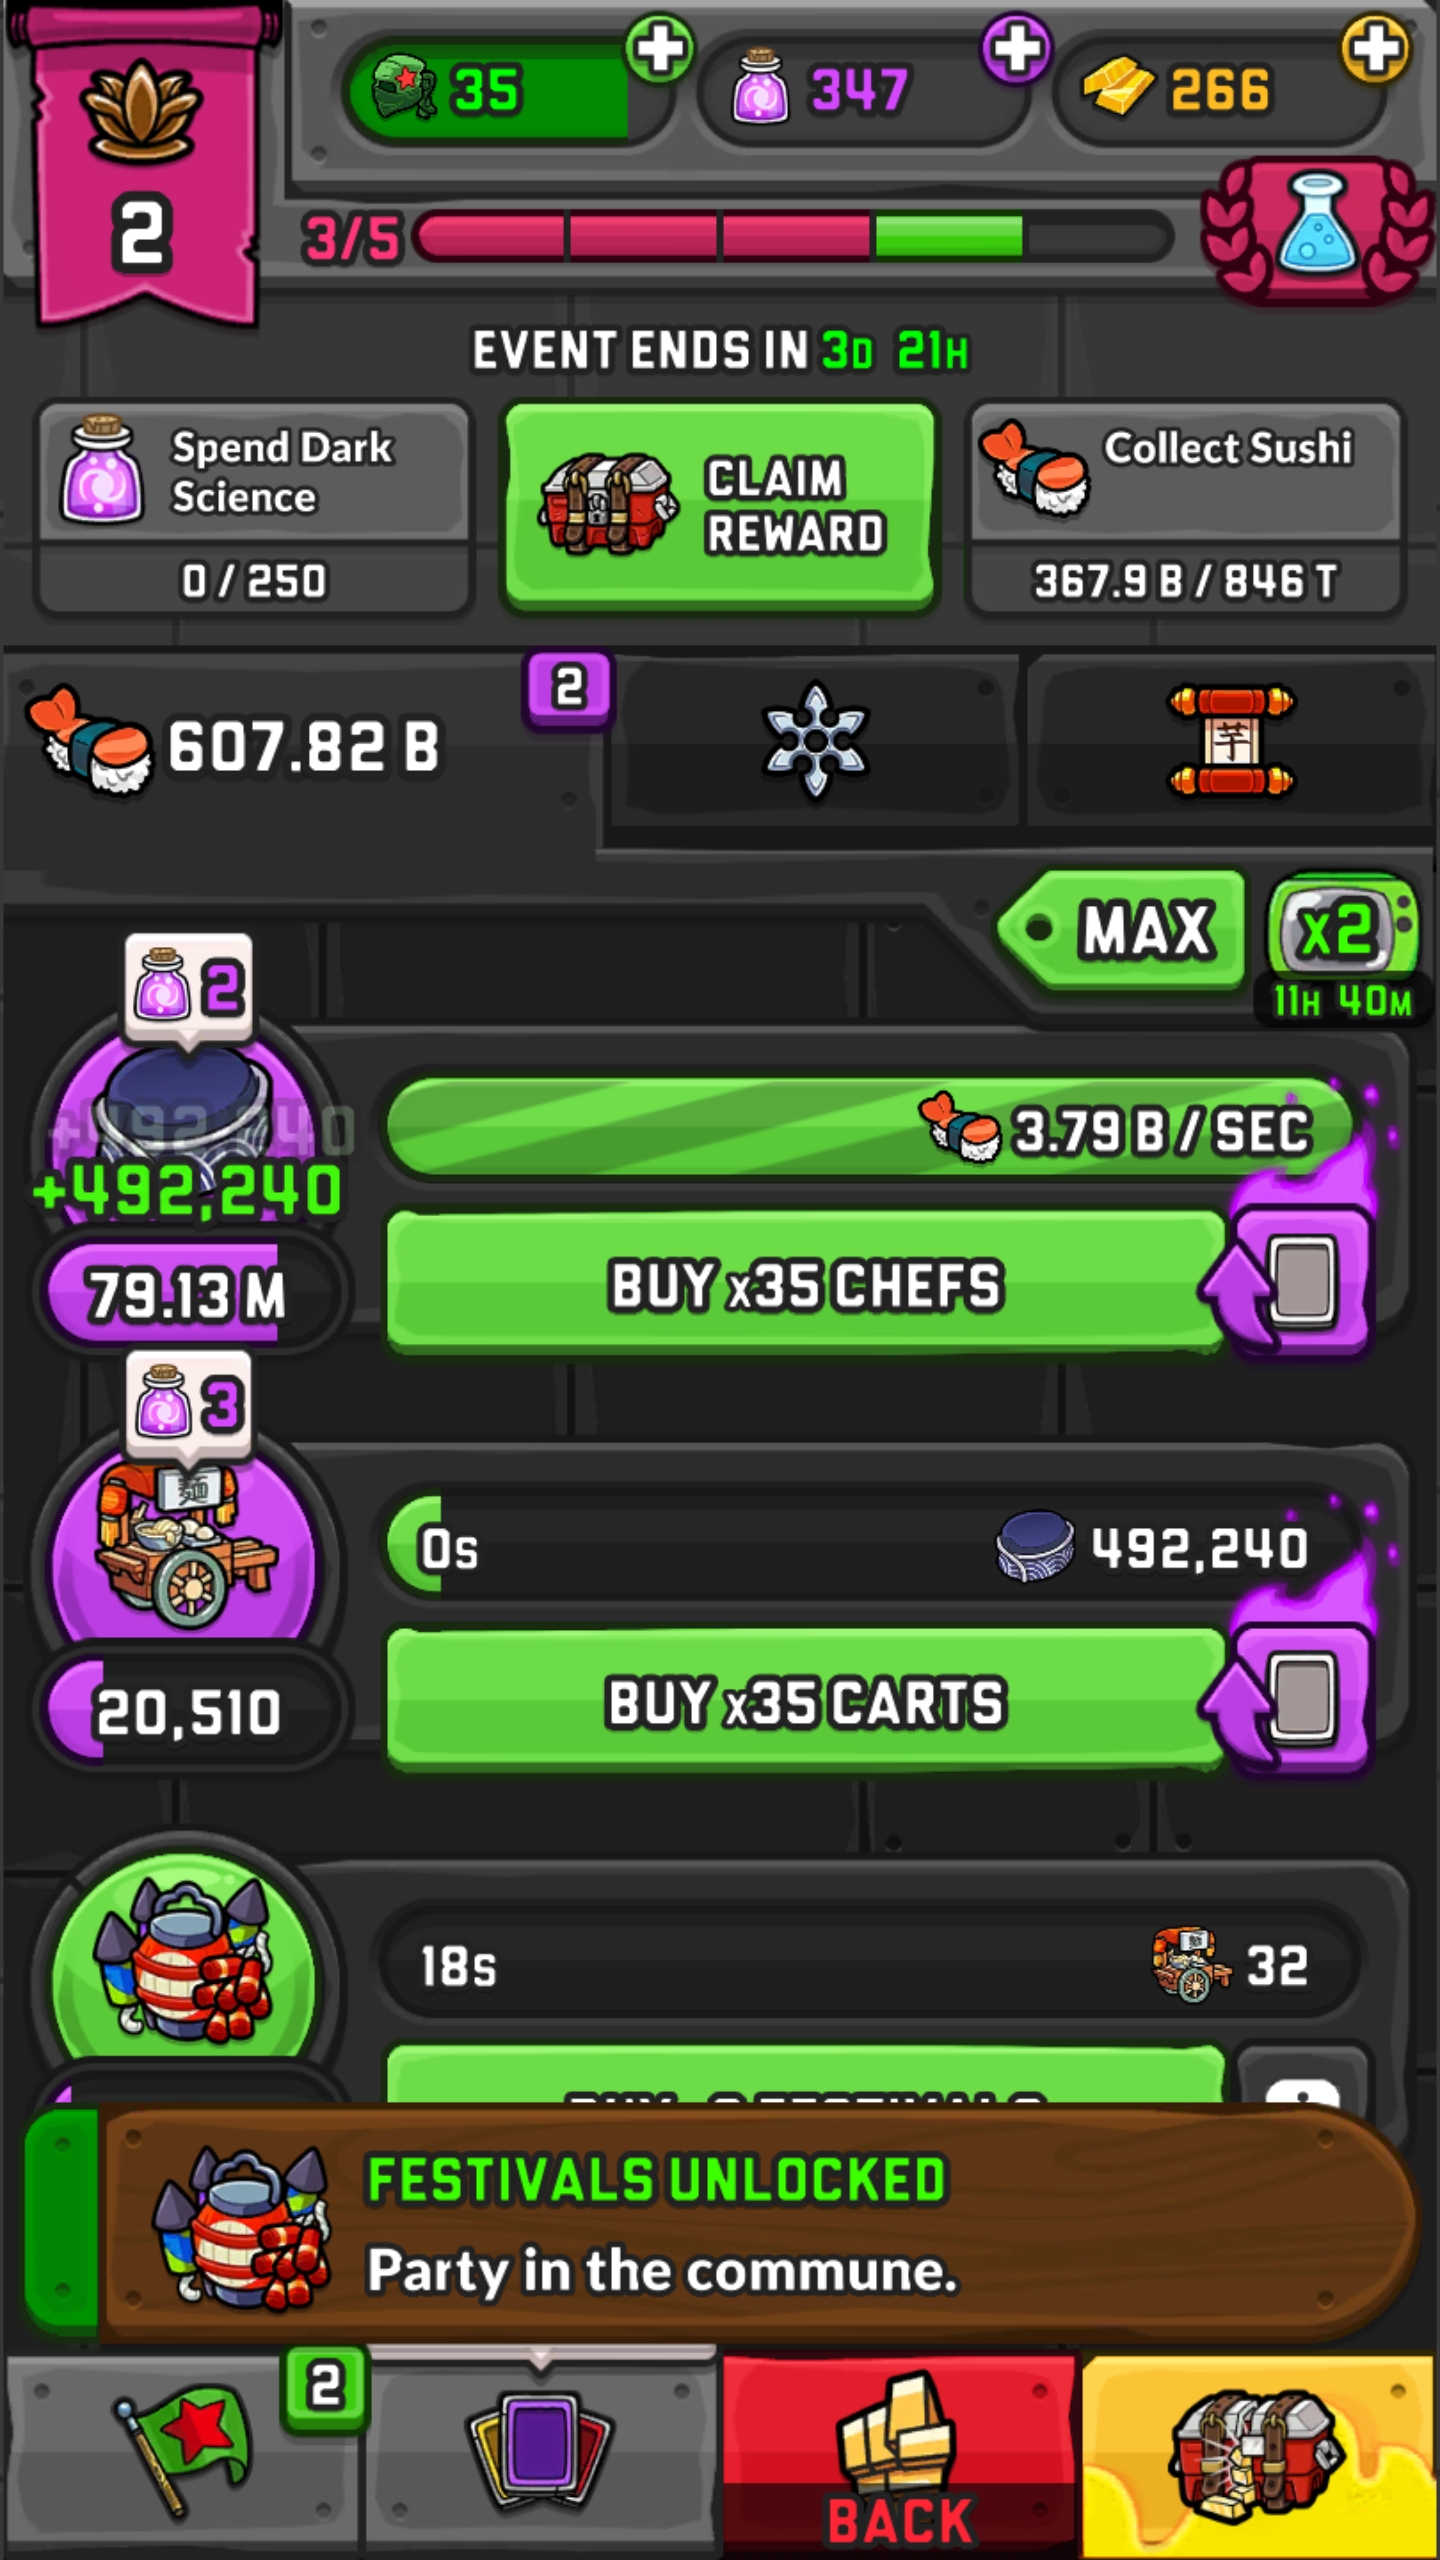 35
347
266
2
3/5
EVENT ENDS IN 3D 21H
Spend Dark
Science
0 / 250
CLAIM
REWARD
Collect Sushi
367.9 B / 846 T
607.82 B
2
芋
MAX
x2
11H 40M
2
+492,240
+492,240
79.13 M
3.79 B / SEC
BUY x35 CHEFS
3
麺
0s
492,240
20,510
BUY x35 CARTS
18s
32
FESTIVALS UNLOCKED
Party in the commune.
2
BACK